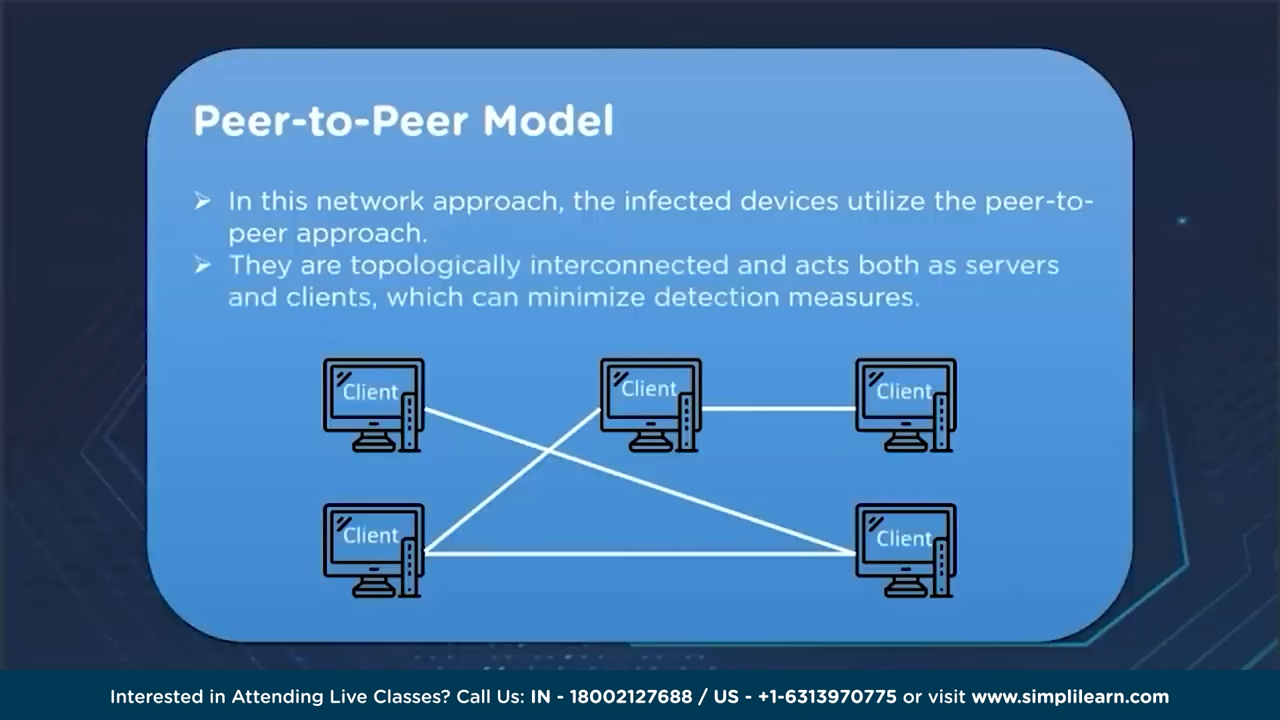 Peer-to-Peer Model
➢ In this network approach, the infected devices utilize the peer-to-
peer approach.
➢ They are topologically interconnected and acts both as servers
and clients, which can minimize detection measures.
Client
Client
Client
Client
Client
Interested in Attending Live Classes? Call Us: IN - 18002127688 / US - +1-6313970775 or visit www.simplilearn.com